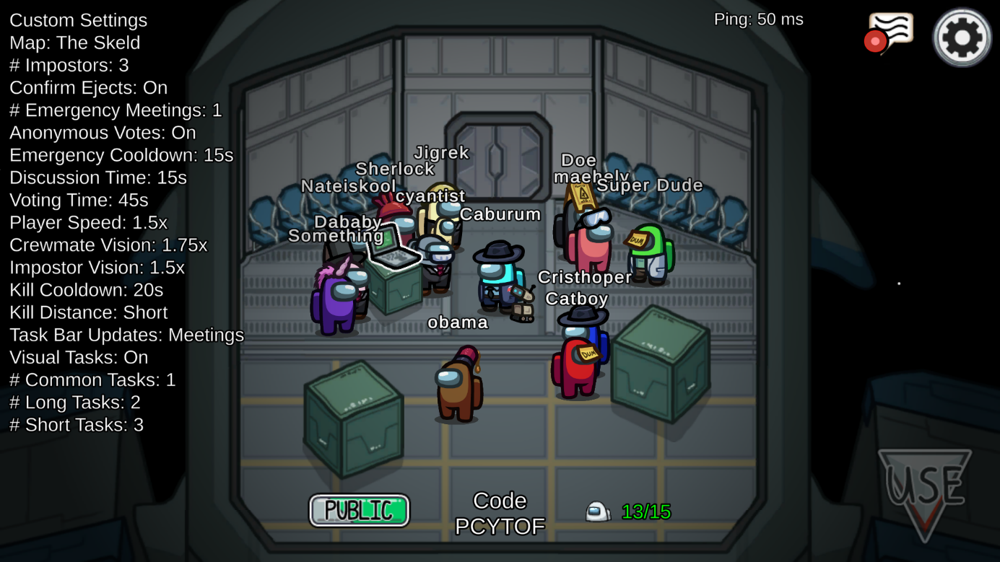 Custom Settings
Map: The Skeld
# Impostors: 3
Confirm Ejects: On
# Emergency Meetings: 1
Anonymous Votes: On
Emergency Cooldown: 15s
Discussion Time: 15s
Voting Time: 45s
Player Speed: 1.5x
Crewmate Vision: 1.75x
Impostor Vision: 1.5x
Kill Cooldown: 20s
Kill Distance: Short
Task Bar Updates: Meetings
Visual Tasks: On
# Common Tasks: 1
# Long Tasks: 2
# Short Tasks: 3
Ping: 50 ms
Jigrek
Sherlock
Nateiskool
cyantist
Doe
maehely
Super Dude
Caburum
Dababy
Something
DUM
Cristhoper
Catboy
obama
DUM
PUBLIC
Code
PCYTOF
13/15
USE